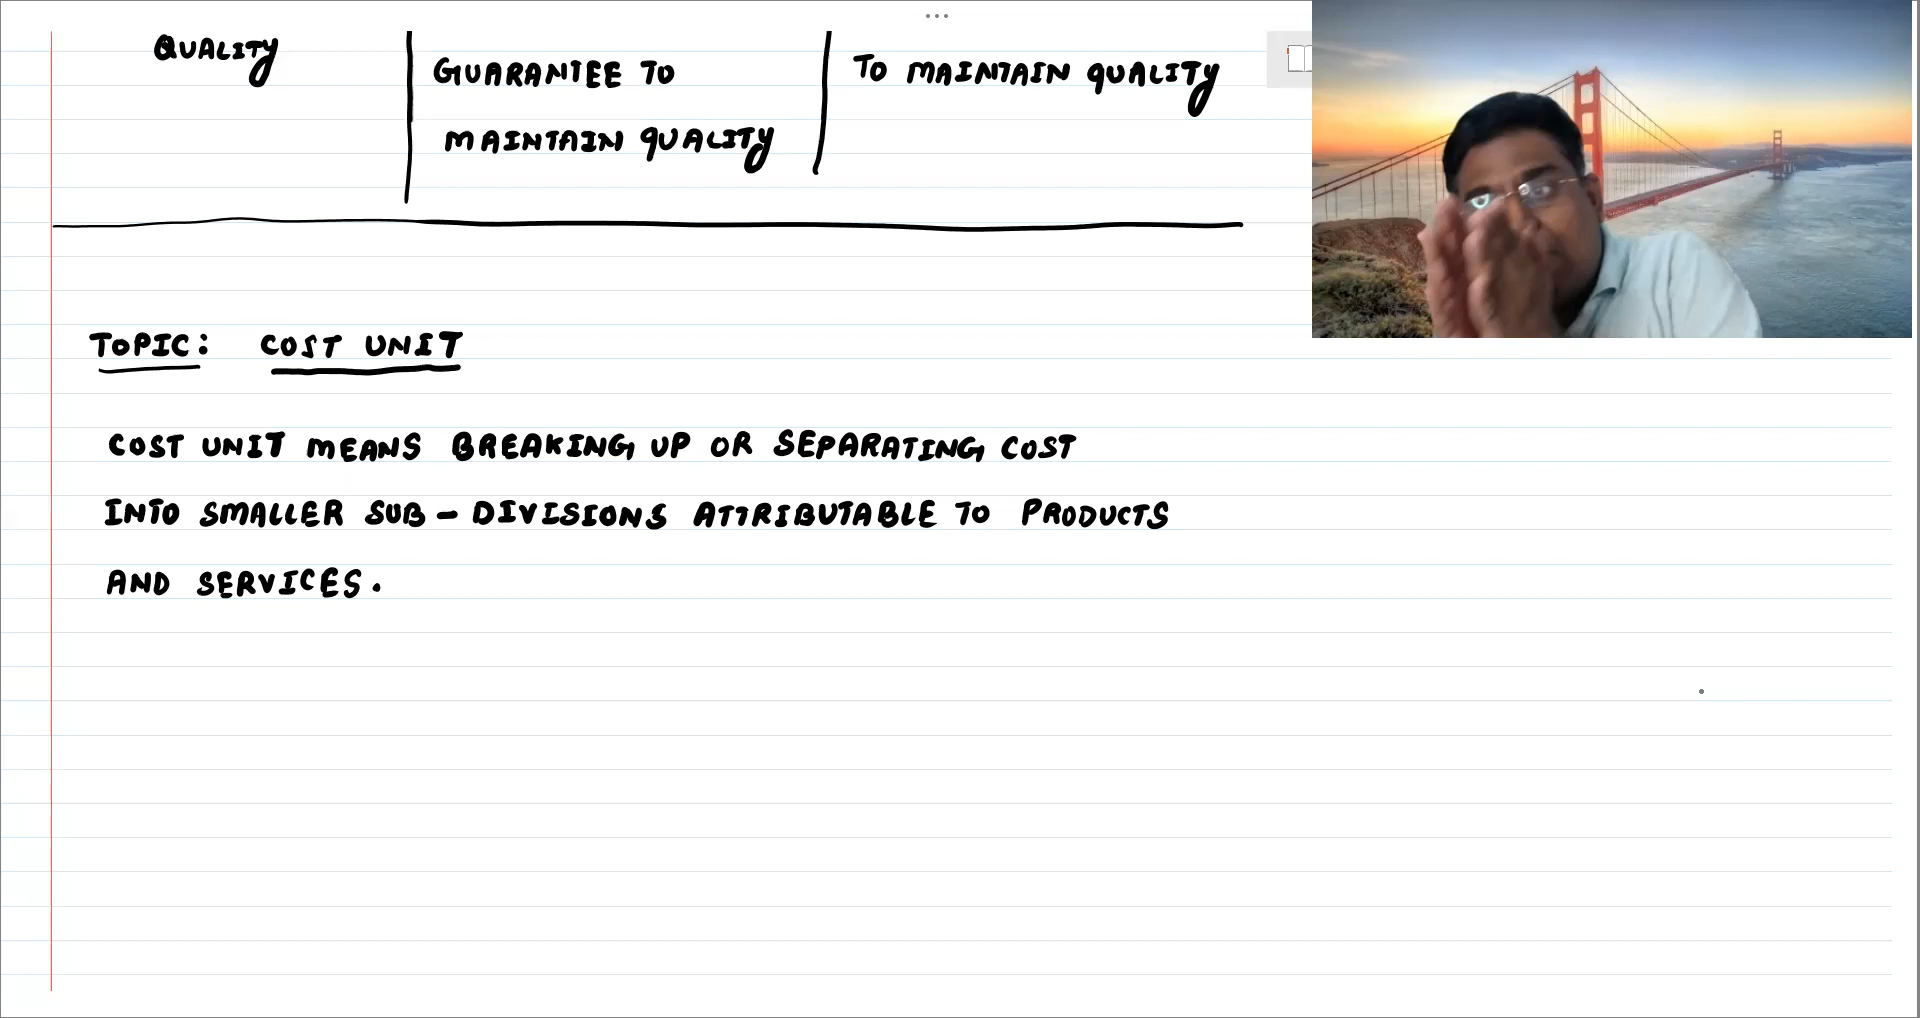 QUALITY
GUARANTEE TO
MAINTAIN QUALITY
TO MAINTAIN QUALITY
TOPIC: COST UNIT
COST UNIT MEANS BREAKING UP OR SEPARATING COST
INTO SMALLER SUB - DIVISIONS ATTRIBUTABLE TO PRODUCTS
AND SERVICES.